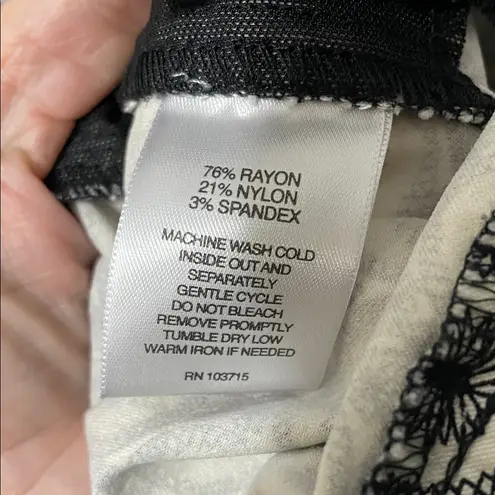 76% RAYON
21% NYLON
3% SPANDEX
MACHINE WASH COLD
INSIDE OUT AND
SEPARATELY
GENTLE CYCLE
DO NOT BLEACH
REMOVE PROMPTLY
TUMBLE DRY LOW
WARM IRON IF NEEDED
RN 103715